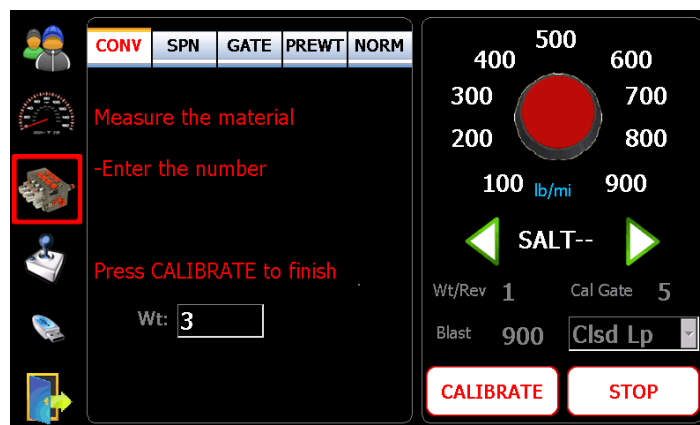 CONV SPN GATE PREWT NORM
Measure the material
-Enter the number
Press CALIBRATE to finish
Wt: 3
500
400 600
300 700
200 800
100 lb/mi 900
SALT--
Wt/Rev 1 Cal Gate 5
Blast 900 Clsd Lp
CALIBRATE STOP